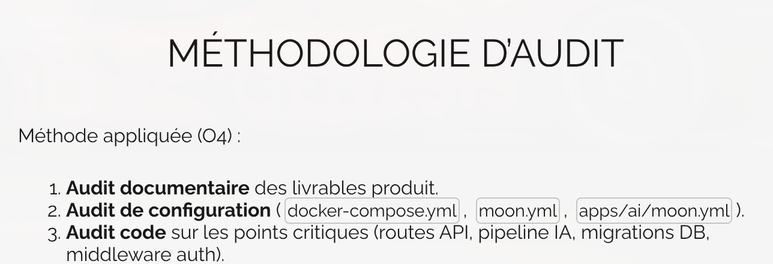 MÉTHODOLOGIE D'AUDIT
Méthode appliquée (O4) :
1. Audit documentaire des livrables produit.
2. Audit de configuration ( docker-compose.yml , moon.yml , apps/ai/moon.yml ).
3. Audit code sur les points critiques (routes API, pipeline IA, migrations DB,
middleware auth).